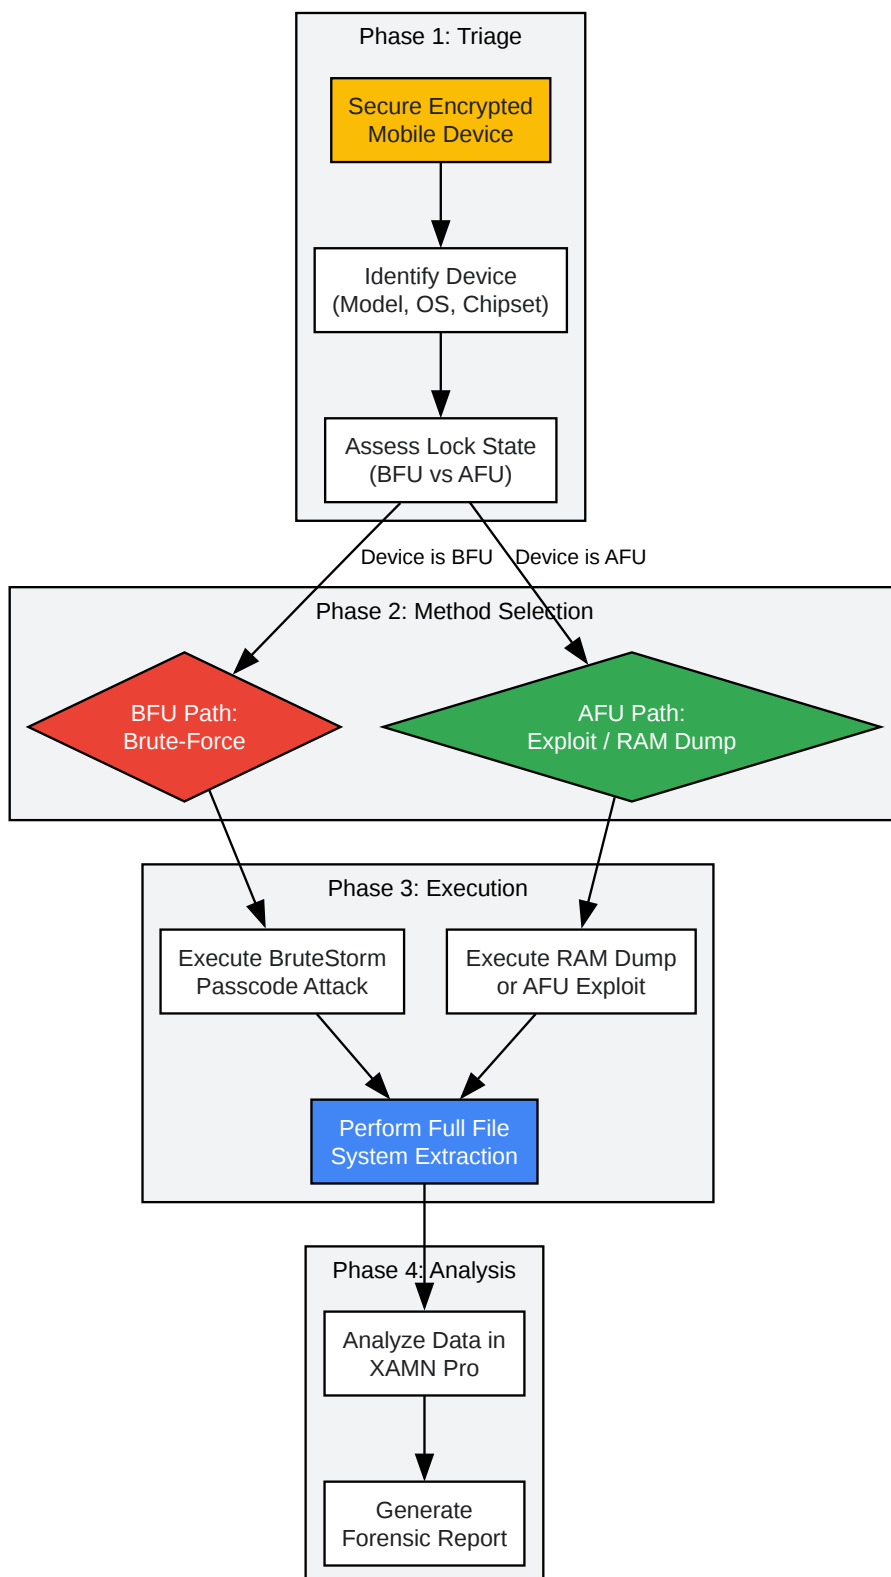 Phase 1: Triage
Secure Encrypted
Mobile Device
Identify Device
(Model, OS, Chipset)
Assess Lock State
(BFU vs AFU)
Device is BFU
Device is AFU
Phase 2: Method Selection
BFU Path:
Brute-Force
AFU Path:
Exploit / RAM Dump
Phase 3: Execution
Execute BruteStorm
Passcode Attack
Execute RAM Dump
or AFU Exploit
Perform Full File
System Extraction
Phase 4: Analysis
Analyze Data in
XAMN Pro
Generate
Forensic Report